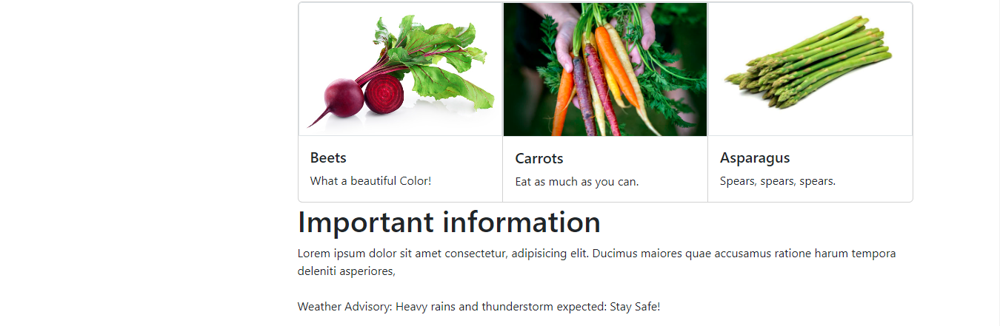 Beets
What a beautiful Color!
Carrots
Eat as much as you can.
Asparagus
Spears, spears, spears.
Important information
Lorem ipsum dolor sit amet consectetur, adipisicing elit. Ducimus maiores quae accusamus ratione harum tempora
deleniti asperiores,
Weather Advisory: Heavy rains and thunderstorm expected: Stay Safe!